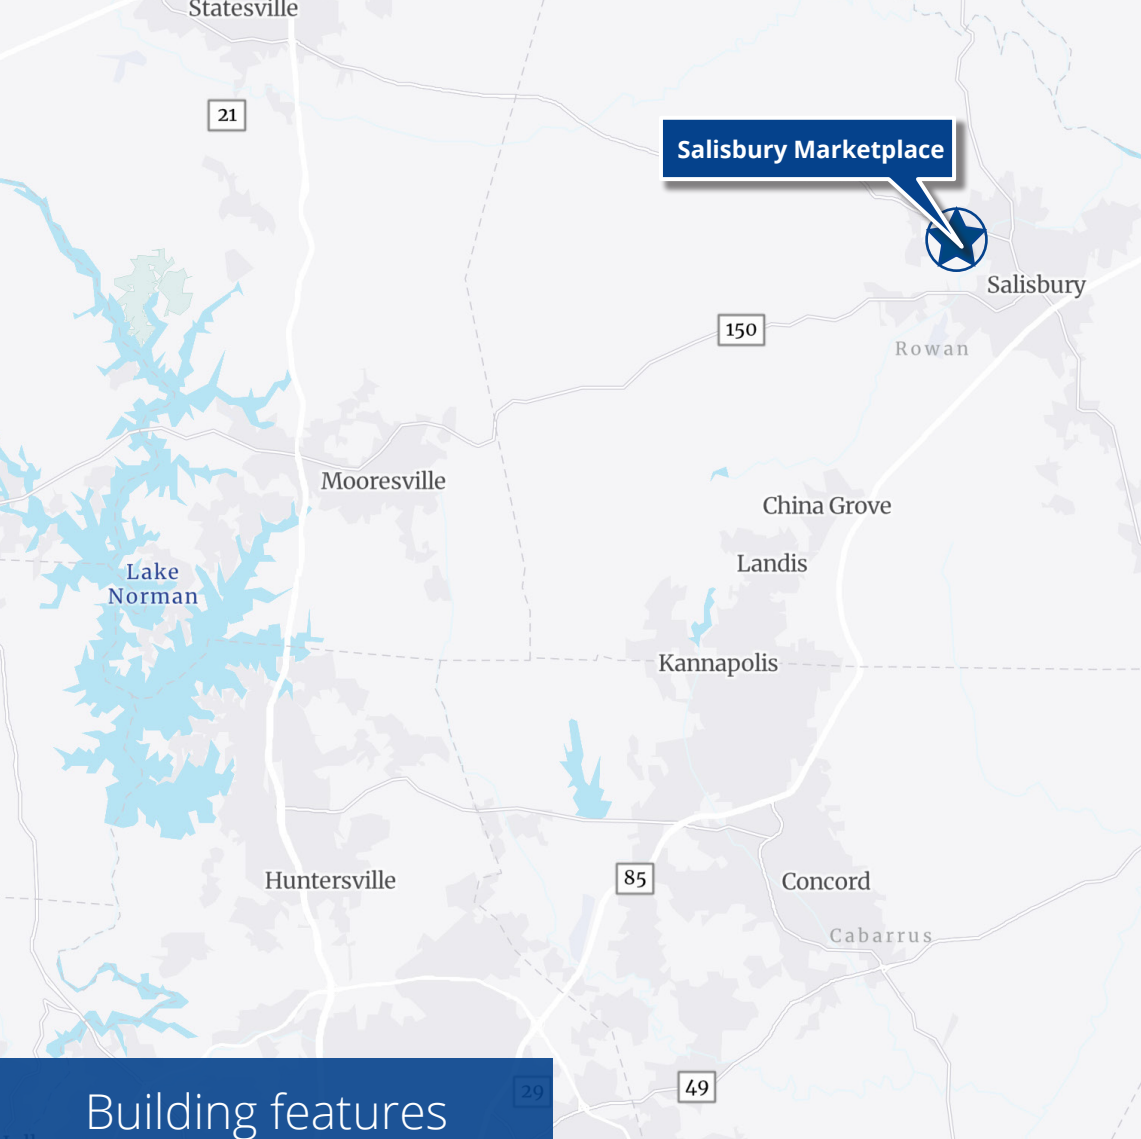 Statesville
21
Salisbury Marketplace
Salisbury
150
Rowan
Mooresville
China Grove
Landis
Lake
Norman
Kannapolis
85
Huntersville
Concord
Cabarrus
29
49
Building features